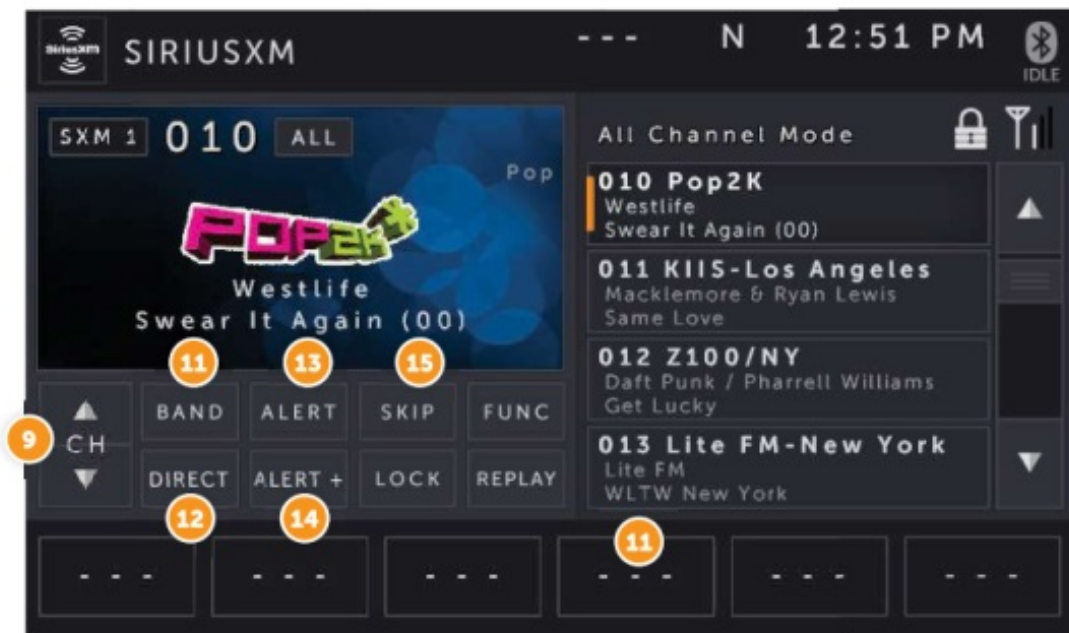 SiriusXM
SIRIUSXM
- - -
N
12:51 PM
IDLE
SXM 1
010
ALL
Pop
POP2K
Westlife
Swear It Again (00)
All Channel Mode
010 Pop2K
Westlife
Swear It Again (00)
011 KIIS-Los Angeles
Macklemore & Ryan Lewis
Same Love
012 Z100/NY
Daft Punk / Pharrell Williams
Get Lucky
013 Lite FM-New York
Lite FM
WLTW New York
11
13
15
9
CH
BAND
ALERT
SKIP
FUNC
DIRECT
ALERT +
LOCK
REPLAY
12
14
11
- - -
- - -
- - -
- - -
- - -
- - -